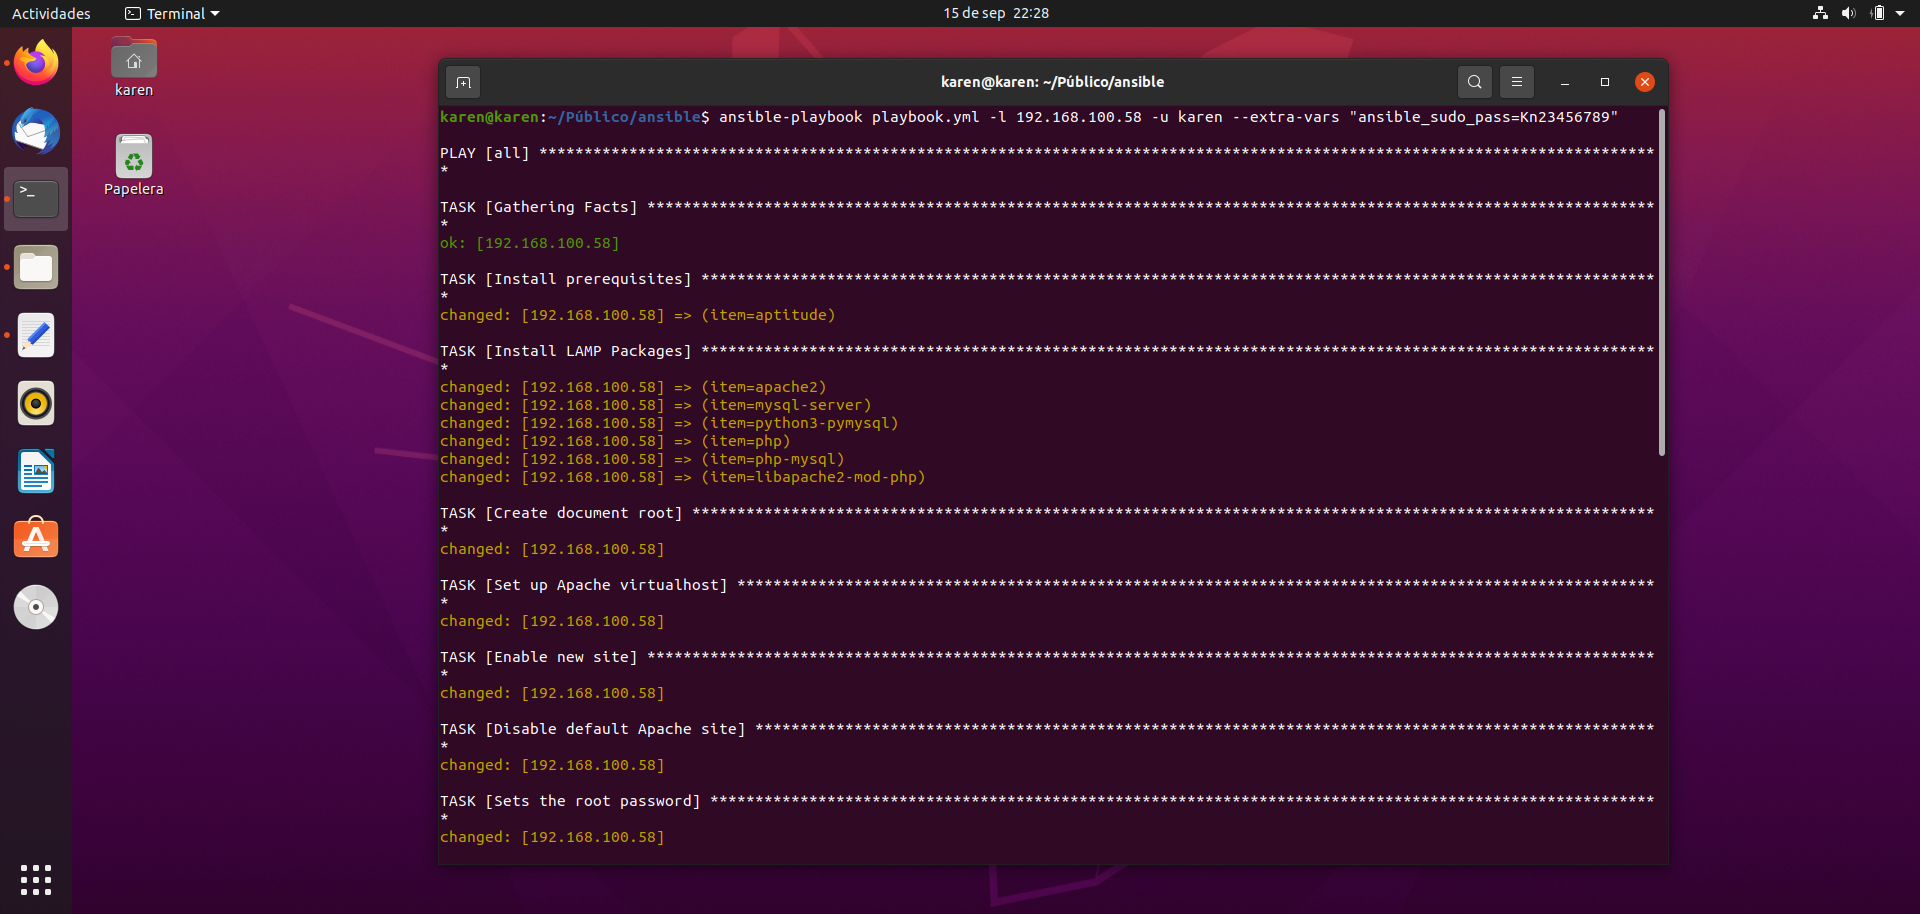 Actividades
Terminal
15 de sep 22:28
karen
Papelera
karen@karen: ~/Público/ansible
karen@karen:~/Público/ansible$ ansible-playbook playbook.yml -l 192.168.100.58 -u karen --extra-vars "ansible_sudo_pass=Kn23456789"
PLAY [all] ****************************************************************************************************************************
*
TASK [Gathering Facts] ****************************************************************************************************************
*
ok: [192.168.100.58]
TASK [Install prerequisites] **********************************************************************************************************
*
changed: [192.168.100.58] => (item=aptitude)
TASK [Install LAMP Packages] **********************************************************************************************************
*
changed: [192.168.100.58] => (item=apache2)
changed: [192.168.100.58] => (item=mysql-server)
changed: [192.168.100.58] => (item=python3-pymysql)
changed: [192.168.100.58] => (item=php)
changed: [192.168.100.58] => (item=php-mysql)
changed: [192.168.100.58] => (item=libapache2-mod-php)
TASK [Create document root] ***********************************************************************************************************
*
changed: [192.168.100.58]
TASK [Set up Apache virtualhost] ******************************************************************************************************
*
changed: [192.168.100.58]
TASK [Enable new site] ****************************************************************************************************************
*
changed: [192.168.100.58]
TASK [Disable default Apache site] ****************************************************************************************************
*
changed: [192.168.100.58]
TASK [Sets the root password] *********************************************************************************************************
*
changed: [192.168.100.58]